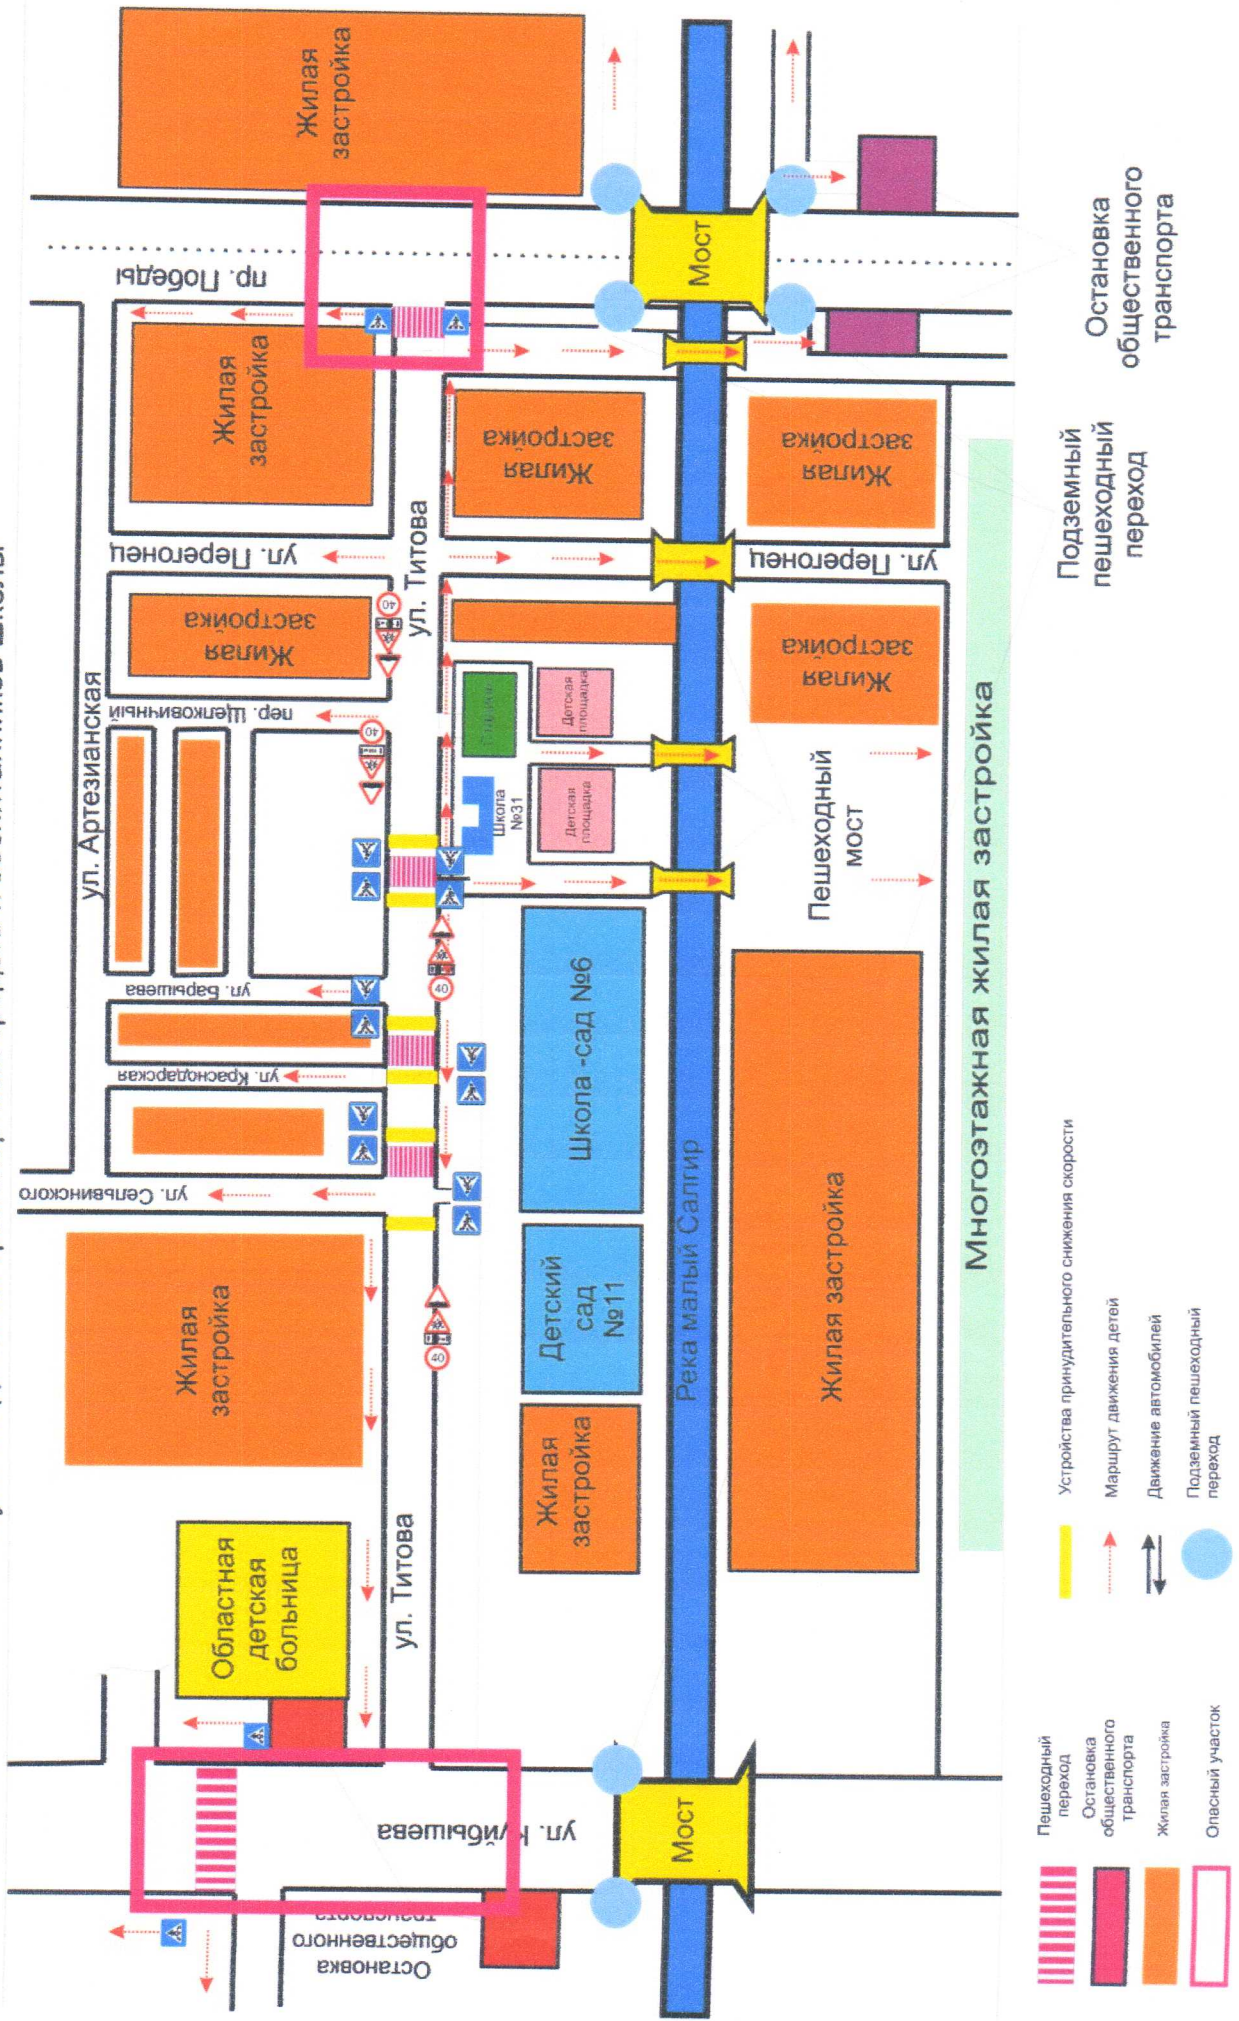 Жилая
застройка
пр. Победы
Мост
Остановка
общественного
транспорта
Жилая
застройка
Жилая
застройка
Жилая
застройка
Подземный
пешеходный
переход
ул. Перегонец
ул. Титова
ул. Перегонец
Жилая
застройка
40
Жилая
застройка
ул. Артезианская
пер. Щелковичный
40
Детская
площадка
Школа
№31
Детская
площадка
Пешеходный
мост
Многоэтажная жилая застройка
ул. Барышева
40
ул. Краснодарская
Школа -сад №6
ул. Сельвинского
Река малый Салгир
Жилая застройка
Жилая
застройка
40
Детский
сад
№11
Жилая
застройка
Областная
детская
больница
ул. Титова
ул. Куйбышева
Мост
Остановка
общественного
транспорта
Пешеходный
переход
Остановка
общественного
транспорта
Жилая застройка
Опасный участок
Устройства принудительного снижения скорости
Маршрут движения детей
Движение автомобилей
Подземный пешеходный
переход